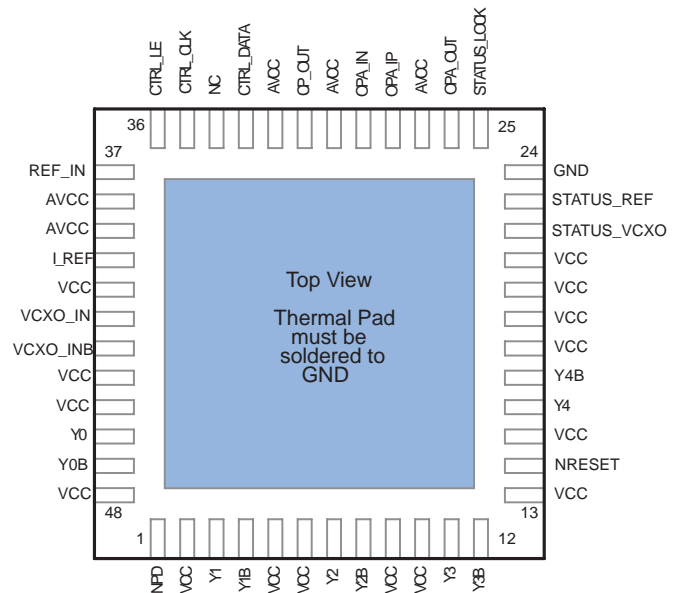 CTRL_LE
CTRL_CLK
NC
CTRL_DATA
AVCC
CP_OUT
AVCC
OPA_IN
OPA_IP
AVCC
OPA_OUT
STATUS_LOCK
36
25
37
24
REF_IN
AVCC
AVCC
I_REF
VCC
VCXO_IN
VCXO_INB
VCC
VCC
Y0
Y0B
VCC
GND
STATUS_REF
STATUS_VCXO
VCC
VCC
VCC
VCC
Y4B
Y4
VCC
NRESET
VCC
Top View
Thermal Pad
must be
soldered to
GND
48
13
1
12
NPD
VCC
Y1
Y1B
VCC
VCC
Y2
Y2B
VCC
VCC
Y3
Y3B